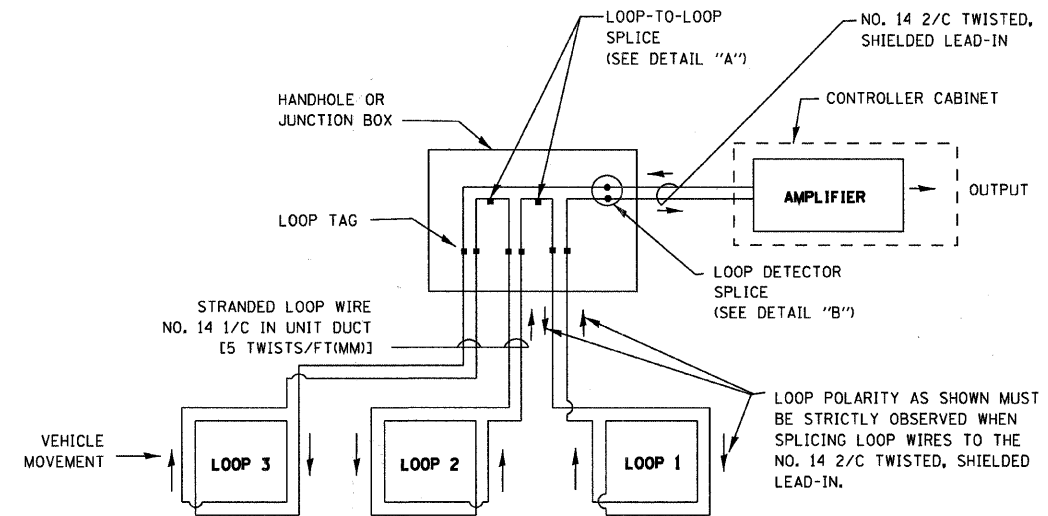 LOOP-TO-LOOP
SPLICE
(SEE DETAIL "A")
NO. 14 2/C TWISTED,
SHIELDED LEAD-IN
HANDHOLE OR
JUNCTION BOX
CONTROLLER CABINET
AMPLIFIER
OUTPUT
LOOP TAG
LOOP DETECTOR
SPLICE
(SEE DETAIL "B")
STRANDED LOOP WIRE
NO. 14 1/C IN UNIT DUCT
[5 TWISTS/FT(MM)]
LOOP POLARITY AS SHOWN MUST
BE STRICTLY OBSERVED WHEN
SPLICING LOOP WIRES TO THE
NO. 14 2/C TWISTED, SHIELDED
LEAD-IN.
VEHICLE
MOVEMENT
LOOP 3
LOOP 2
LOOP 1